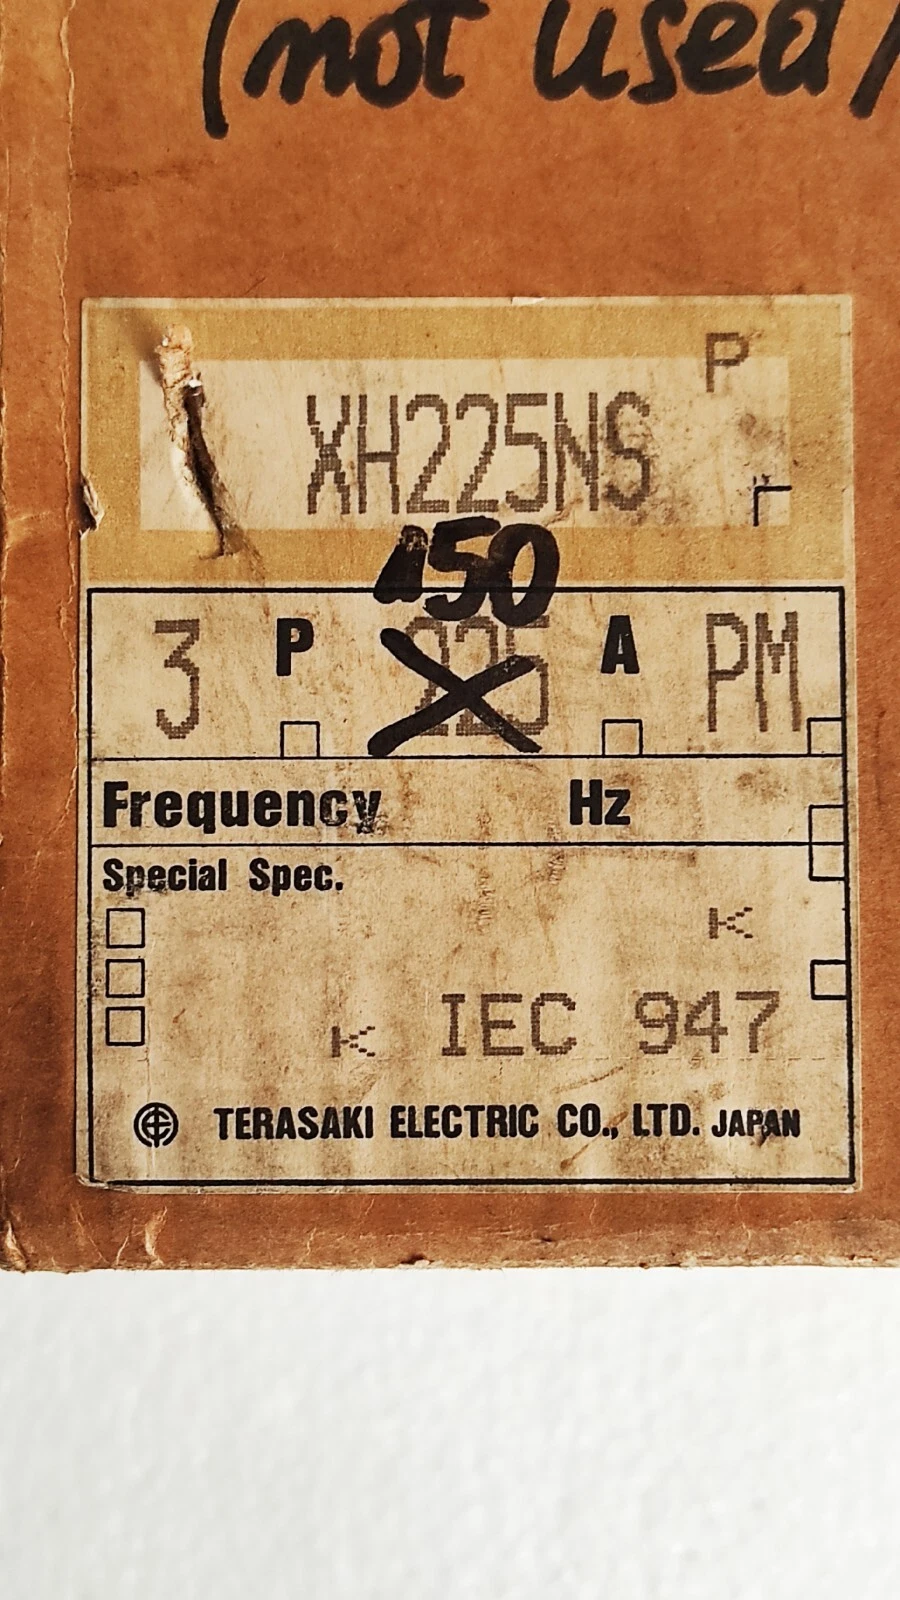 (not used)
P
XH225NS
150
3 P 225 A PM
Frequency Hz
Special Spec.
K
K IEC 947
TERASAKI ELECTRIC CO., LTD. JAPAN